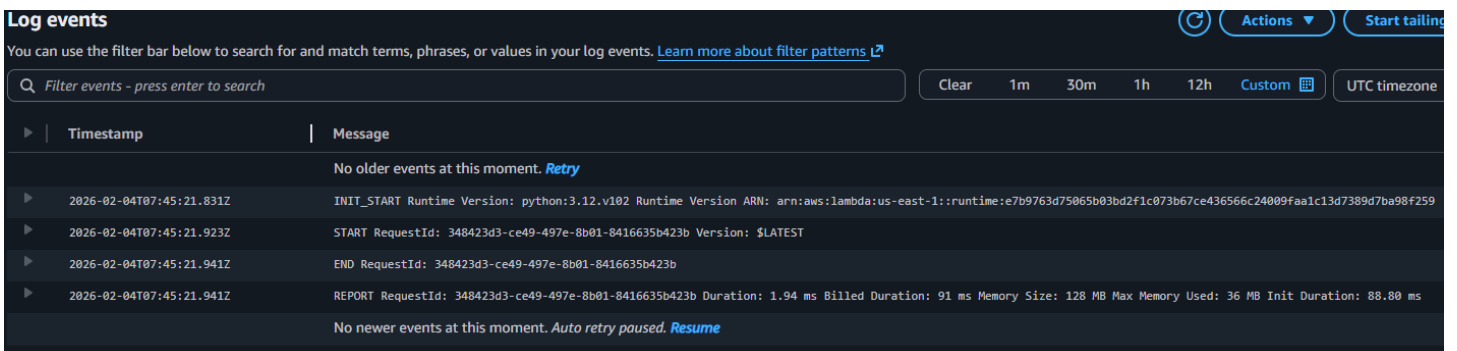 Log events
Actions ▼
Start tailing
You can use the filter bar below to search for and match terms, phrases, or values in your log events. Learn more about filter patterns
Filter events - press enter to search
Clear 1m 30m 1h 12h Custom
UTC timezone
Timestamp Message
No older events at this moment. Retry
2026-02-04T07:45:21.831Z INIT_START Runtime Version: python:3.12.v102 Runtime Version ARN: arn:aws:lambda:us-east-1::runtime:e7b9763d75065b03bd2f1c073b67ce436566c24009faa1c13d7389d7ba98f259
2026-02-04T07:45:21.923Z START RequestId: 348423d3-ce49-497e-8b01-8416635b423b Version: $LATEST
2026-02-04T07:45:21.941Z END RequestId: 348423d3-ce49-497e-8b01-8416635b423b
2026-02-04T07:45:21.941Z REPORT RequestId: 348423d3-ce49-497e-8b01-8416635b423b Duration: 1.94 ms Billed Duration: 91 ms Memory Size: 128 MB Max Memory Used: 36 MB Init Duration: 88.80 ms
No newer events at this moment. Auto retry paused. Resume